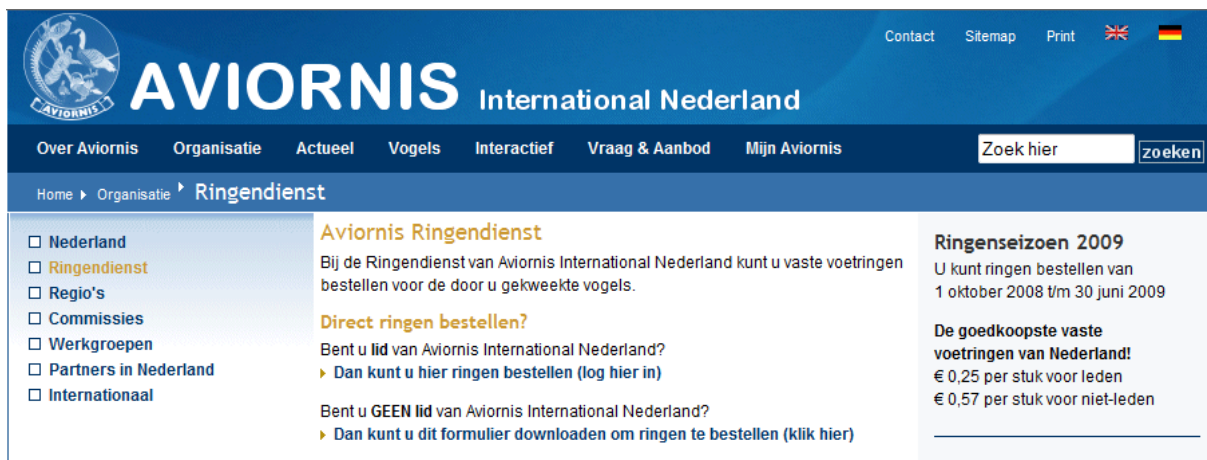 Contact Sitemap Print
AVIORNIS
AVIORNIS International Nederland
Over Aviornis Organisatie Actueel Vogels Interactief Vraag & Aanbod Mijn Aviornis Zoek hier zoeken
Home Organisatie Ringendienst
Nederland
Ringendienst
Regio's
Commissies
Werkgroepen
Partners in Nederland
Internationaal
Aviornis Ringendienst
Bij de Ringendienst van Aviornis International Nederland kunt u vaste voetringen
bestellen voor de door u gekweekte vogels.
Direct ringen bestellen?
Bent u lid van Aviornis International Nederland?
Dan kunt u hier ringen bestellen (log hier in)
Bent u GEEN lid van Aviornis International Nederland?
Dan kunt u dit formulier downloaden om ringen te bestellen (klik hier)
Ringenseizoen 2009
U kunt ringen bestellen van
1 oktober 2008 t/m 30 juni 2009
De goedkoopste vaste
voetringen van Nederland!
€ 0,25 per stuk voor leden
€ 0,57 per stuk voor niet-leden